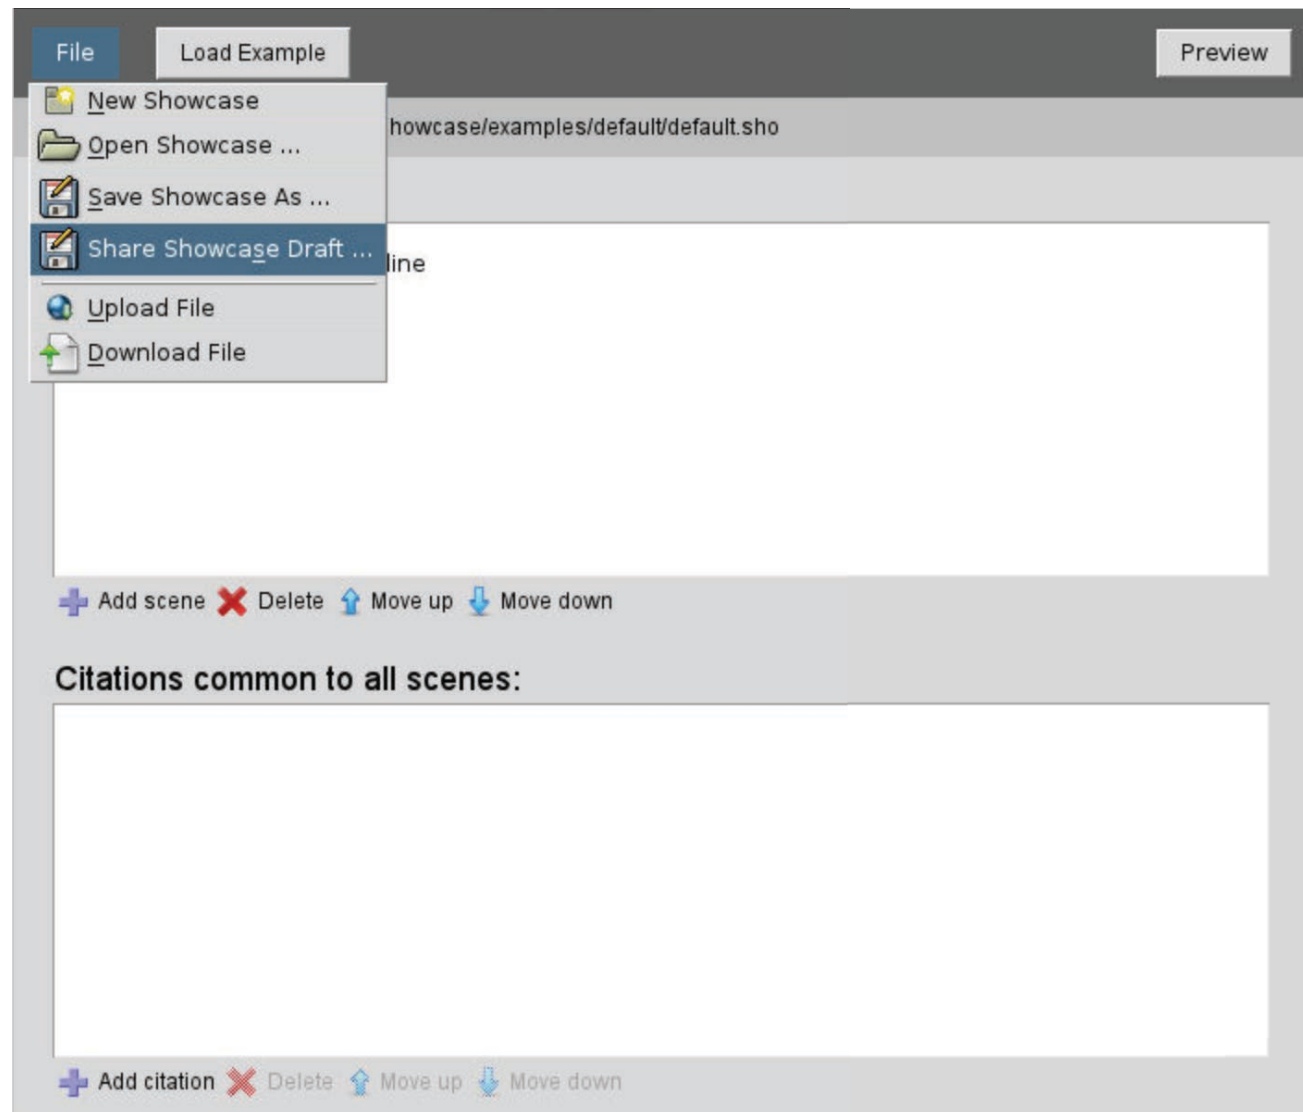 File Load Example Preview
New Showcase
howcase/examples/default/default.sho
Open Showcase ...
Save Showcase As ...
Share Showcase Draft ...
line
Upload File
Download File
Add scene Delete Move up Move down
Citations common to all scenes:
Add citation Delete Move up Move down